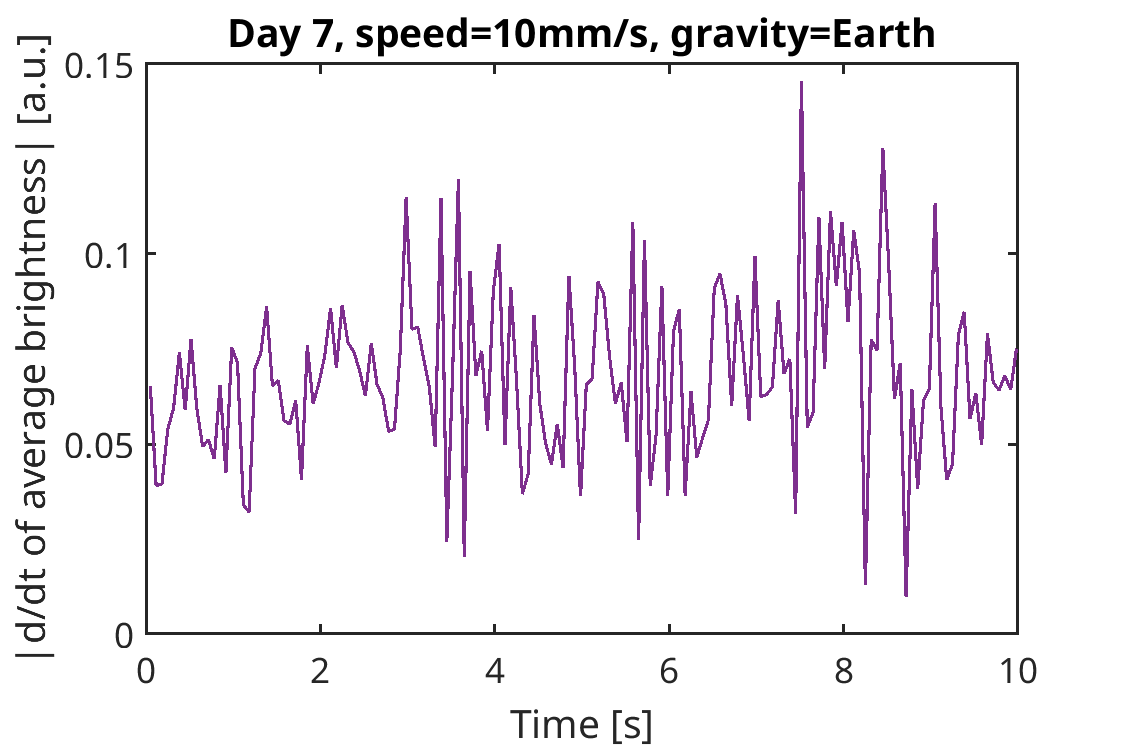 Day 7, speed=10mm/s, gravity=Earth
|d/dt of average brightness| [a.u.]
0.15
0.1
0.05
0
0 2 4 6 8 10
Time [s]